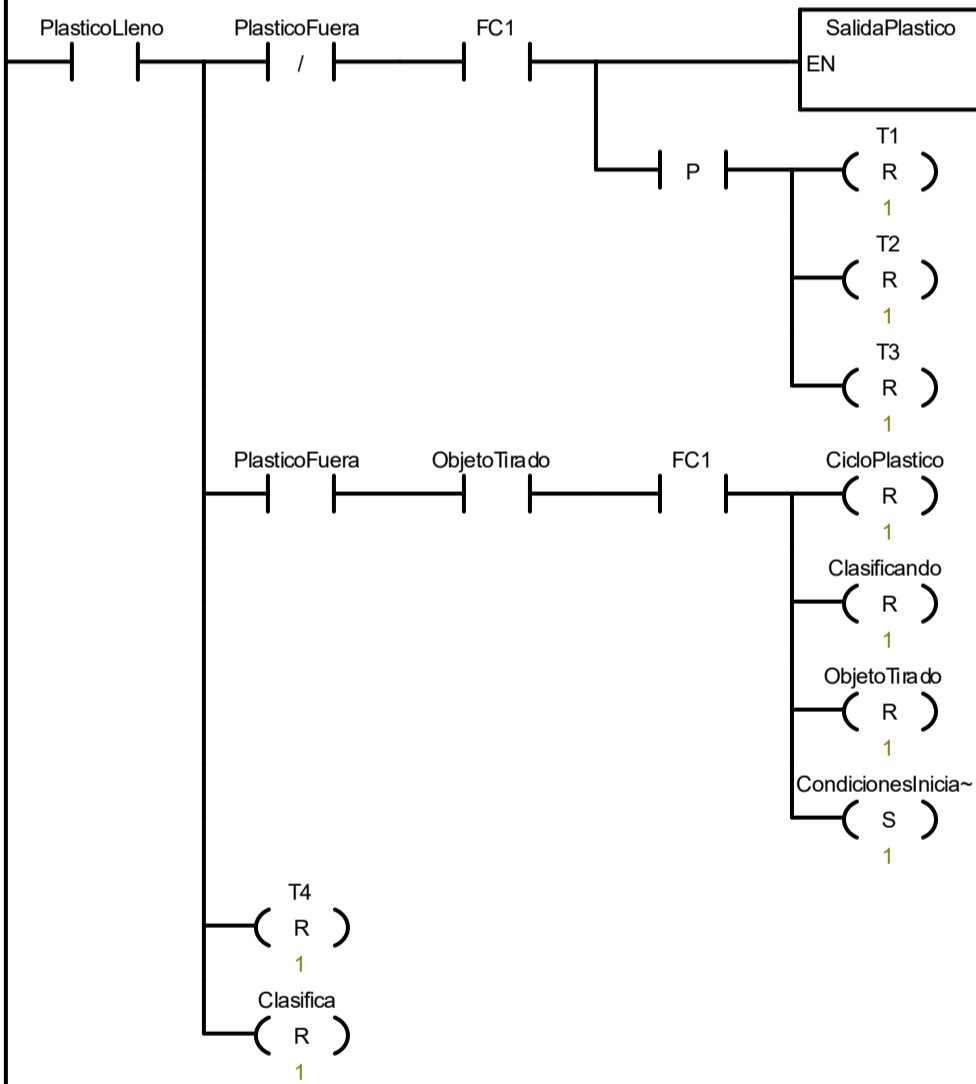 PlasticoLleno PlasticoFuera FC1 SalidaPlastico
/ EN
T1
P R
1
T2
R
1
T3
R
1
PlasticoFuera ObjetoTirado FC1 CicloPlastico
R
1
Clasificando
R
1
ObjetoTirado
R
1
CondicionesInicia~
S
1
T4
R
1
Clasifica
R
1